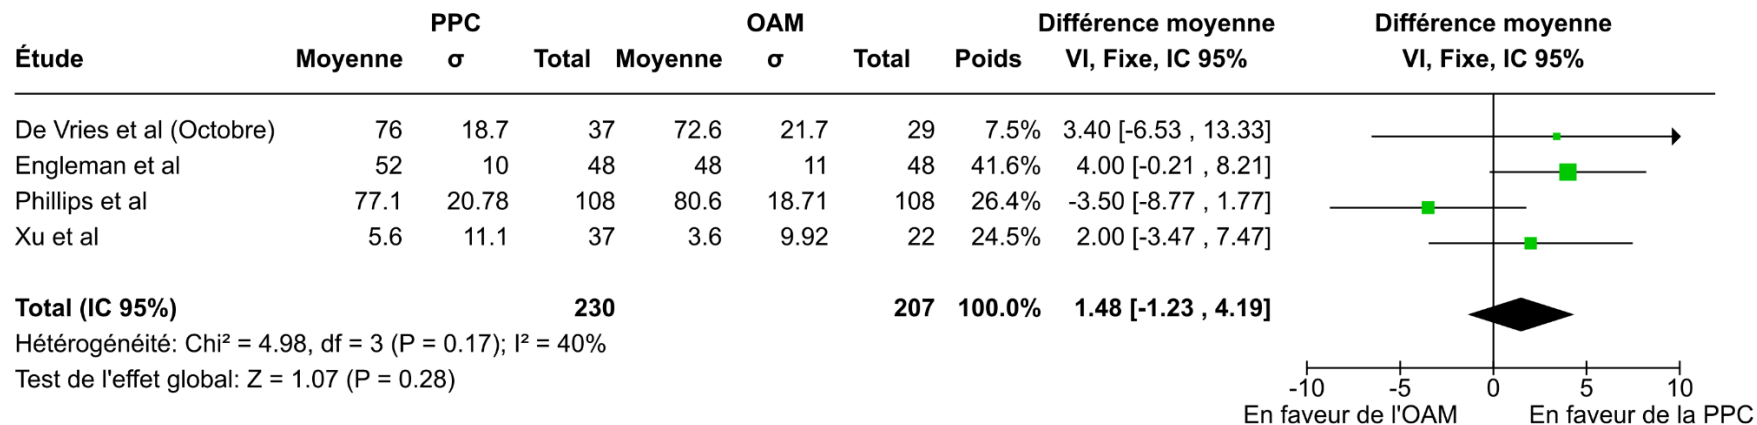 PPC OAM Différence moyenne Différence moyenne
Étude Moyenne σ Total Moyenne σ Total Poids VI, Fixe, IC 95% VI, Fixe, IC 95%
De Vries et al (Octobre) 76 18.7 37 72.6 21.7 29 7.5% 3.40 [-6.53 , 13.33]
Engleman et al 52 10 48 48 11 48 41.6% 4.00 [-0.21 , 8.21]
Phillips et al 77.1 20.78 108 80.6 18.71 108 26.4% -3.50 [-8.77 , 1.77]
Xu et al 5.6 11.1 37 3.6 9.92 22 24.5% 2.00 [-3.47 , 7.47]
Total (IC 95%) 230 207 100.0% 1.48 [-1.23 , 4.19]
Hétérogénéité: Chi² = 4.98, df = 3 (P = 0.17); I² = 40%
Test de l'effet global: Z = 1.07 (P = 0.28)
-10 -5 0 5 10
En faveur de l'OAM En faveur de la PPC